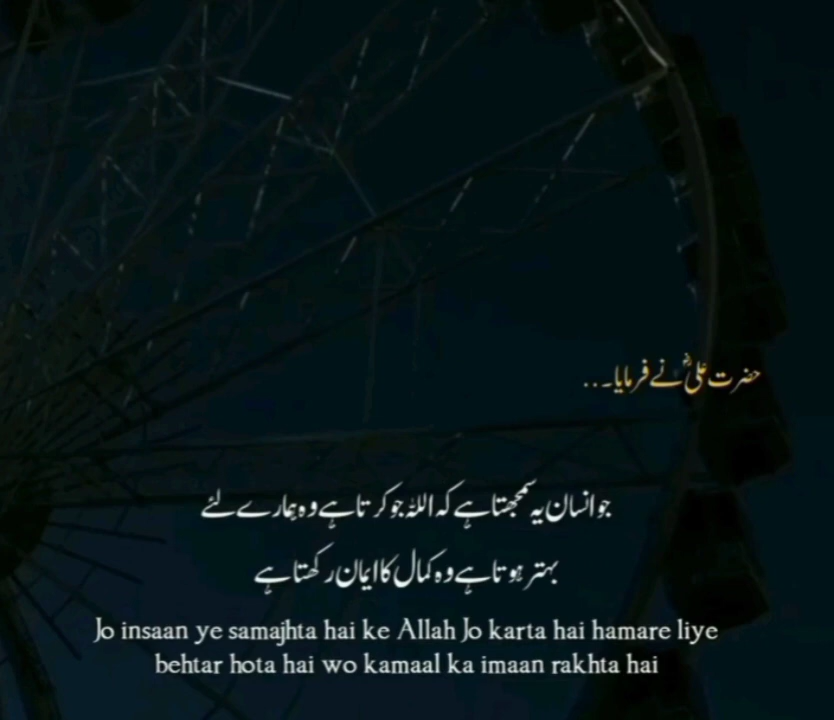 حضرت علیؓ نے فرمایا۔...
جو انسان یہ سمجھتا ہے کہ اللہ جو کرتا ہے وہ ہمارے لئے
بہتر ہوتا ہے وہ کمال کا ایمان رکھتا ہے
Jo insaan ye samajhta hai ke Allah Jo karta hai hamare liye
behtar hota hai wo kamaal ka imaan rakhta hai